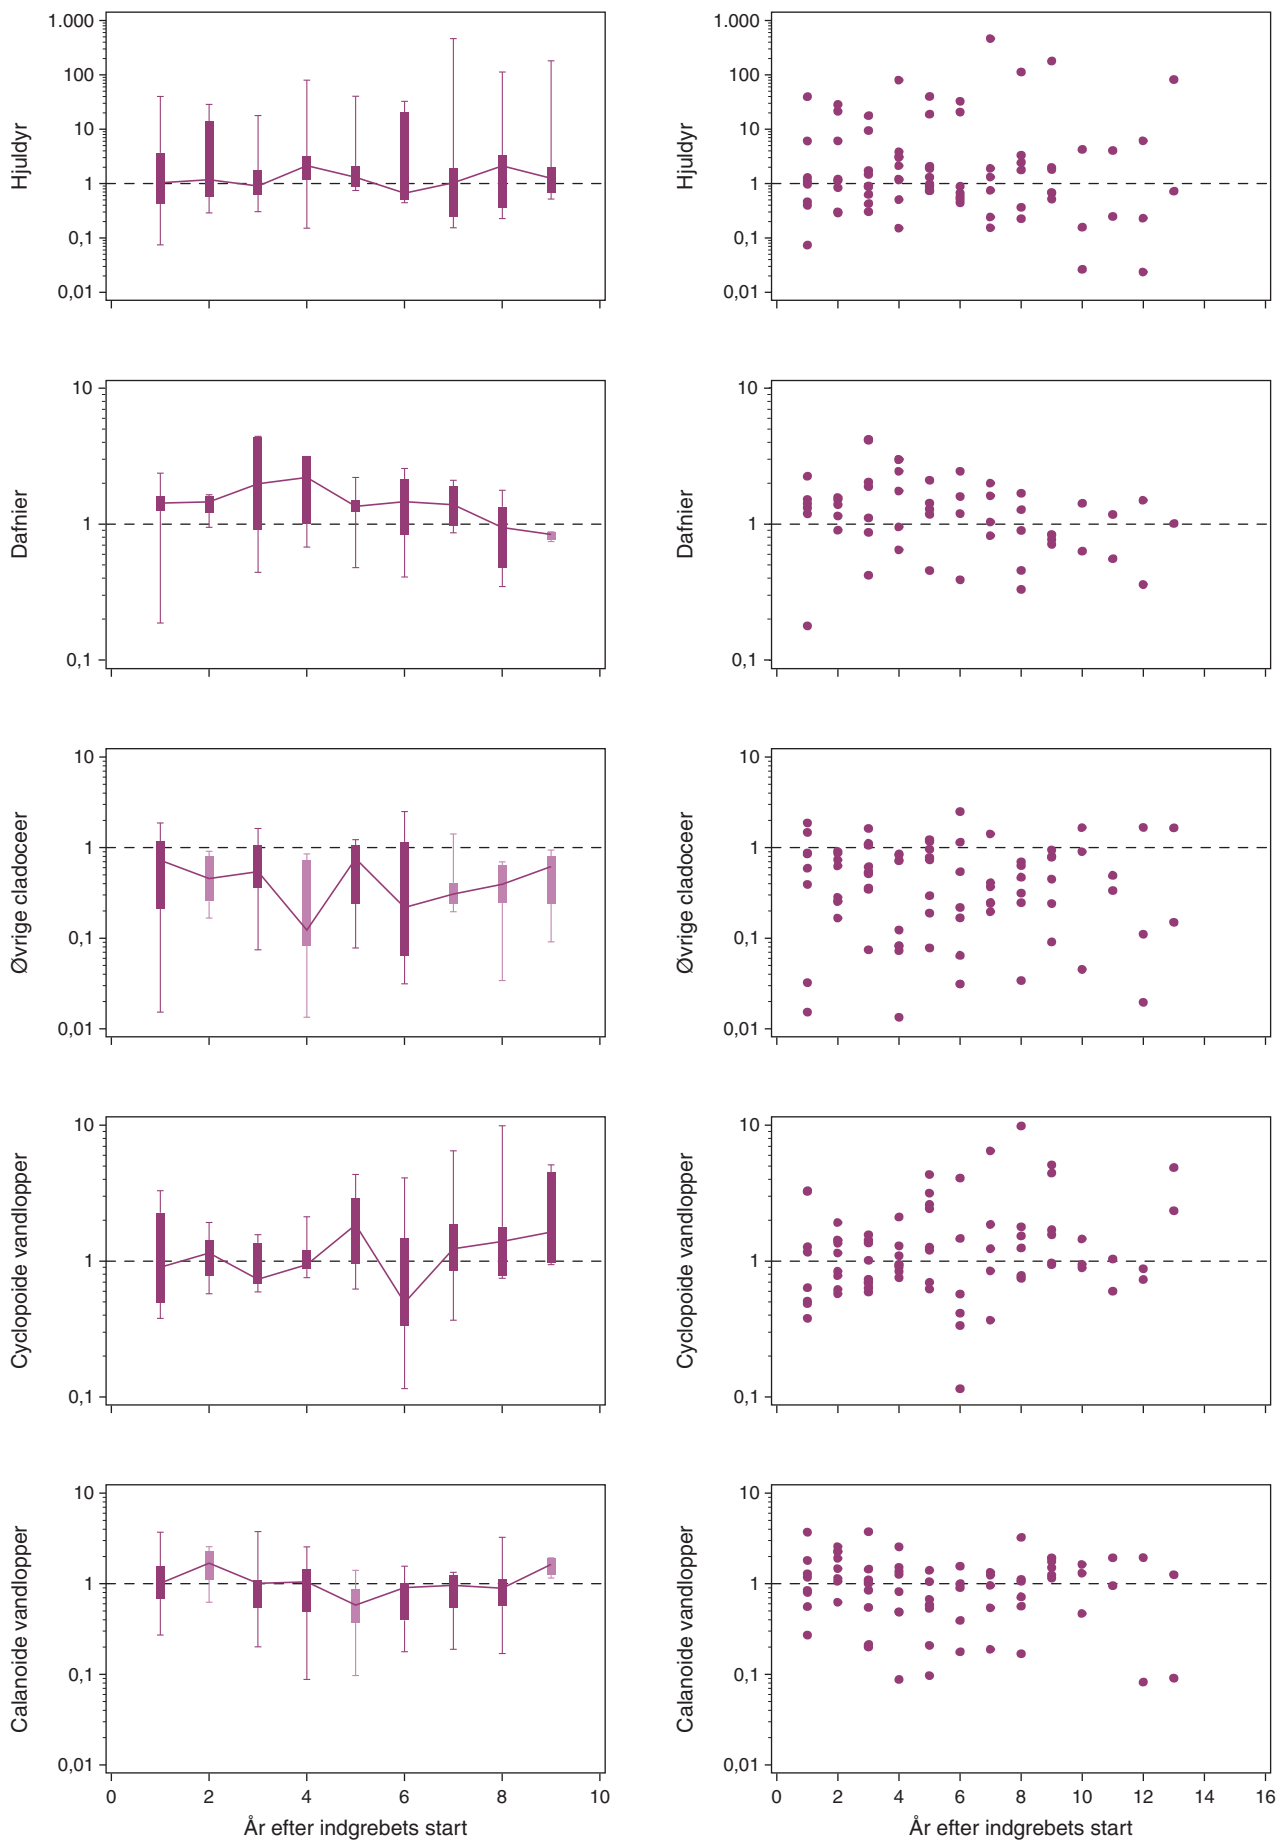 Hjuldyr
1.000
100
10
1
0,1
0,01
Hjuldyr
1.000
100
10
1
0,1
0,01
Dafnier
10
1
0,1
Dafnier
10
1
0,1
Øvrige cladoceer
10
1
0,1
0,01
Øvrige cladoceer
10
1
0,1
0,01
Cyclopoide vandlopper
10
1
0,1
Cyclopoide vandlopper
10
1
0,1
Calanoide vandlopper
10
1
0,1
0,01
0 2 4 6 8 10
År efter indgrebets start
Calanoide vandlopper
10
1
0,1
0,01
0 2 4 6 8 10 12 14 16
År efter indgrebets start